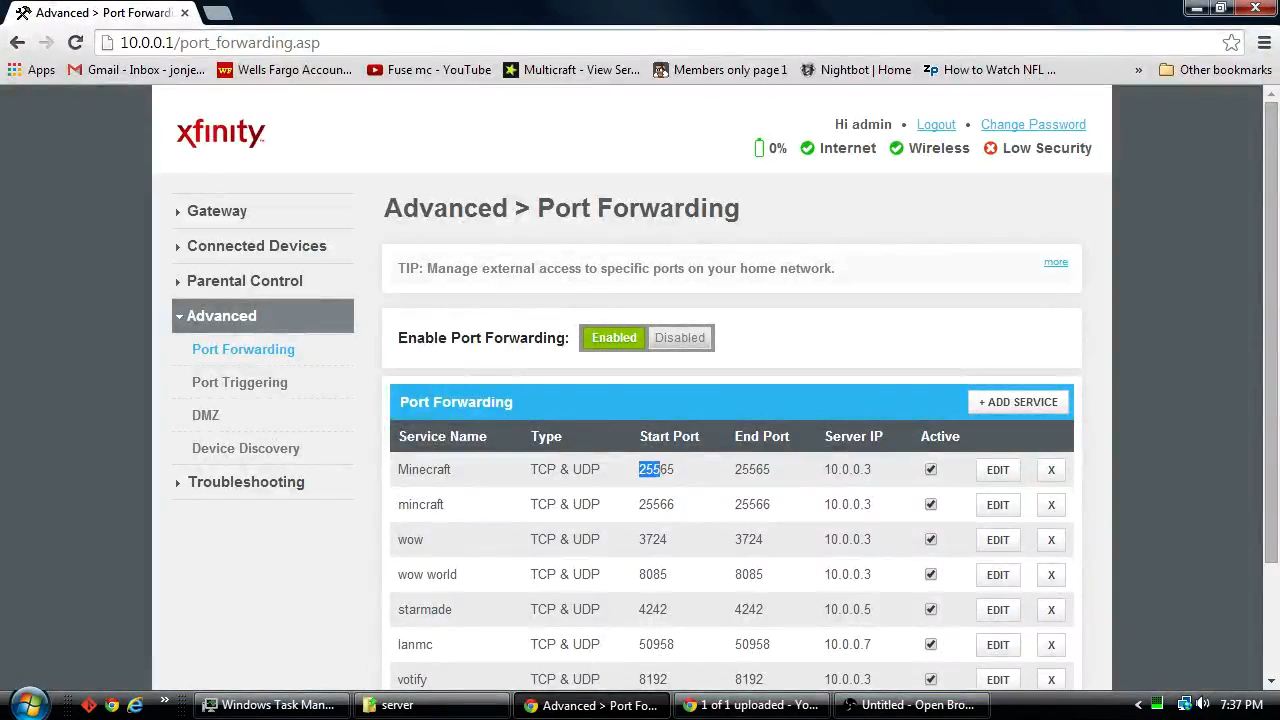 Advanced > Port Forwardi
10.0.0.1/port_forwarding.asp
Apps Gmail - Inbox - jonje... Wells Fargo Accoun... Fuse mc - YouTube Multicraft - View Ser... Members only page 1 Nightbot | Home How to Watch NFL ... » Other bookmarks
xfinity
Hi admin • Logout • Change Password
0% Internet Wireless Low Security
Gateway
Connected Devices
Parental Control
Advanced
Port Forwarding
Port Triggering
DMZ
Device Discovery
Troubleshooting
Advanced > Port Forwarding
TIP: Manage external access to specific ports on your home network. more
Enable Port Forwarding: Enabled Disabled
Port Forwarding + ADD SERVICE
Service Name Type Start Port End Port Server IP Active
Minecraft TCP & UDP 25565 25565 10.0.0.3 EDIT X
mincraft TCP & UDP 25566 25566 10.0.0.3 EDIT X
wow TCP & UDP 3724 3724 10.0.0.3 EDIT X
wow world TCP & UDP 8085 8085 10.0.0.3 EDIT X
starmade TCP & UDP 4242 4242 10.0.0.5 EDIT X
lanmc TCP & UDP 50958 50958 10.0.0.7 EDIT X
votify TCP & UDP 8192 8192 10.0.0.3 EDIT X
» Windows Task Man... server Advanced > Port Fo... 1 of 1 uploaded - Yo... Untitled - Open Bro... 7:37 PM